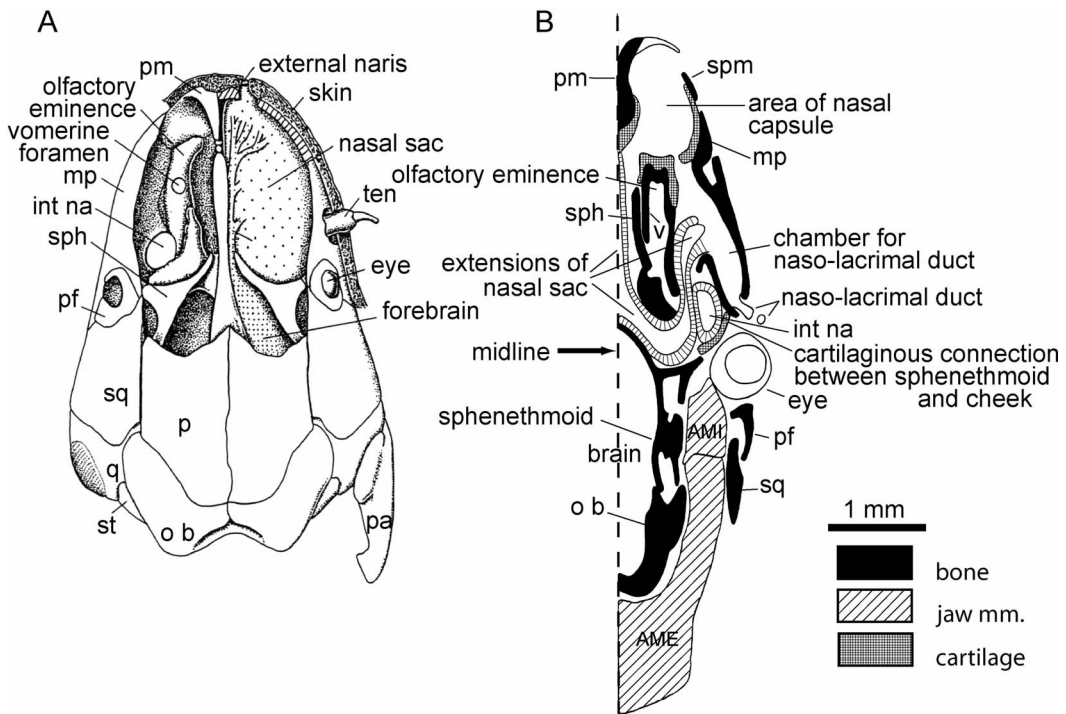 A
pm
external naris
skin
olfactory
eminence
vomerine
foramen
nasal sac
mp
ten
int na
sph
eye
pf
forebrain
sq
p
q
st
o b
pa
B
pm
spm
area of nasal
capsule
mp
olfactory eminence
sph
v
chamber for
naso-lacrimal duct
extensions of
nasal sac
naso-lacrimal duct
int na
midline
cartilaginous connection
between sphenethmoid
and cheek
eye
sphenethmoid
AMI
pf
brain
sq
o b
AME
1 mm
bone
jaw mm.
cartilage